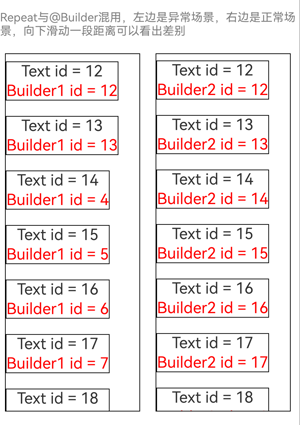 Repeat与@Builder混用，左边是异常场景，右边是正常场
景，向下滑动一段距离可以看出差别
Text id = 12
Builder1 id = 12
Text id = 13
Builder1 id = 13
Text id = 14
Builder1 id = 4
Text id = 15
Builder1 id = 5
Text id = 16
Builder1 id = 6
Text id = 17
Builder1 id = 7
Text id = 18
Text id = 12
Builder2 id = 12
Text id = 13
Builder2 id = 13
Text id = 14
Builder2 id = 14
Text id = 15
Builder2 id = 15
Text id = 16
Builder2 id = 16
Text id = 17
Builder2 id = 17
Text id = 18